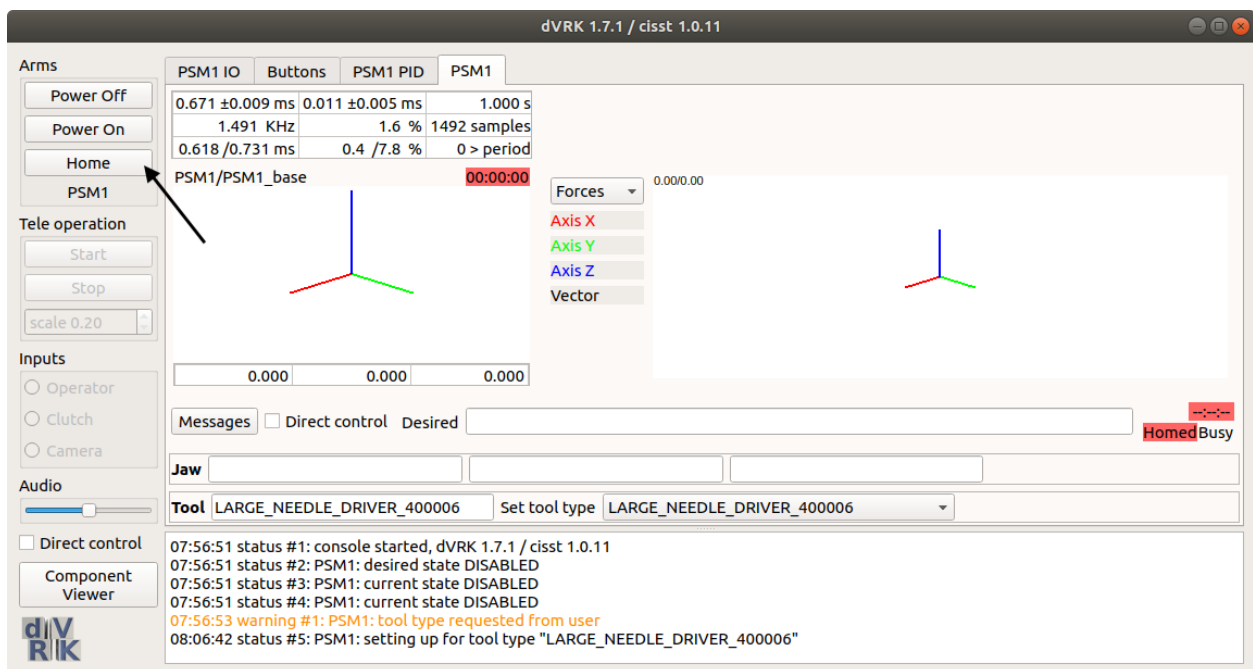 dVRK 1.7.1 / cisst 1.0.11
Arms
Power Off
Power On
Home
PSM1
Tele operation
Start
Stop
scale 0.20
Inputs
Operator
Clutch
Camera
Audio
Direct control
Component
Viewer
dV
RK
PSM1 IO Buttons PSM1 PID PSM1
0.671 ±0.009 ms 0.011 ±0.005 ms 1.000 s
1.491 KHz 1.6 % 1492 samples
0.618 /0.731 ms 0.4 /7.8 % 0 > period
PSM1/PSM1_base 00:00:00
0.000 0.000 0.000
Forces
Axis X
Axis Y
Axis Z
Vector
0.00/0.00
Messages Direct control Desired
--:--:--
Homed Busy
Jaw
Tool LARGE_NEEDLE_DRIVER_400006 Set tool type LARGE_NEEDLE_DRIVER_400006
07:56:51 status #1: console started, dVRK 1.7.1 / cisst 1.0.11
07:56:51 status #2: PSM1: desired state DISABLED
07:56:51 status #3: PSM1: current state DISABLED
07:56:51 status #4: PSM1: current state DISABLED
07:56:53 warning #1: PSM1: tool type requested from user
08:06:42 status #5: PSM1: setting up for tool type "LARGE_NEEDLE_DRIVER_400006"